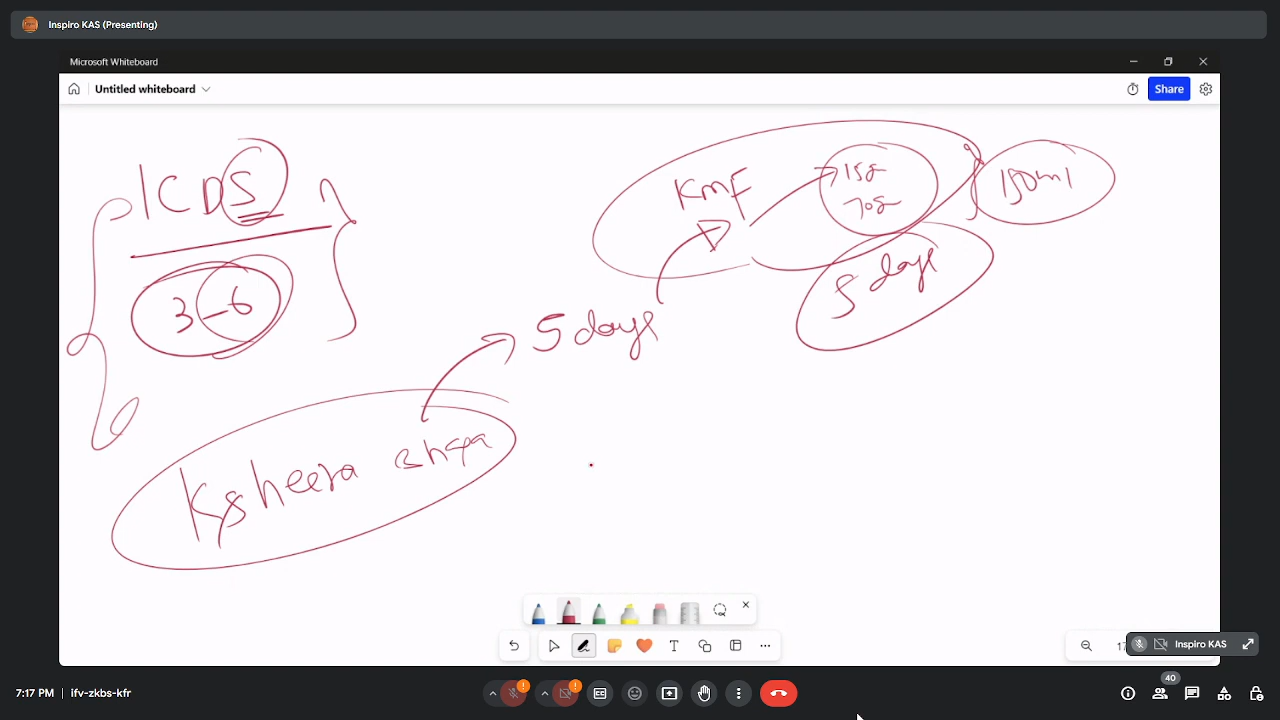 Inspiro KAS (Presenting)
Microsoft Whiteboard
Untitled whiteboard
Share
ICDS
3-6
KMF
15g
70g
150ml
5 days
5 days
Ksheera
Inspiro KAS
40
7:17 PM | ifv-zkbs-kfr